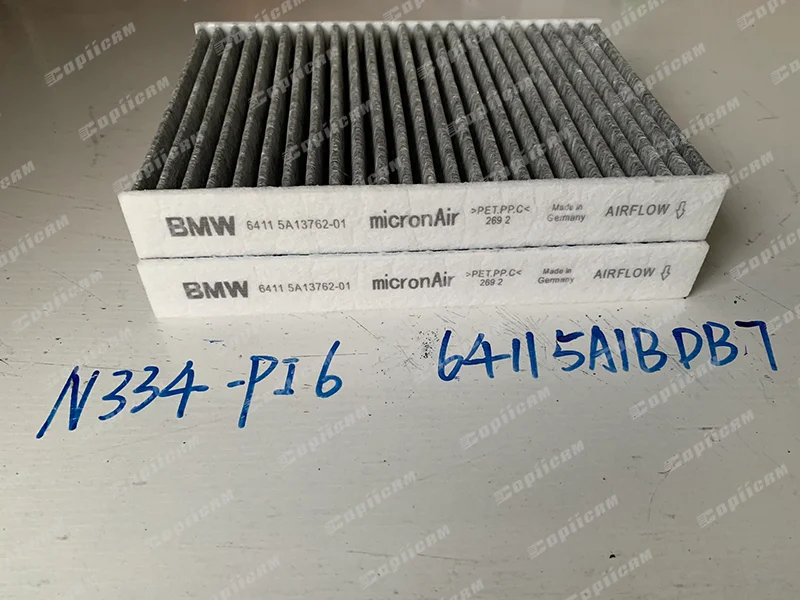 BMW 6411 5A13762-01 micronAir >PET.PP.C< 269 2 Made in Germany AIRFLOW
BMW 6411 5A13762-01 micronAir >PET.PP.C< 269 2 Made in Germany AIRFLOW
N334-PI6 64115A1BDB7
CopiicRM